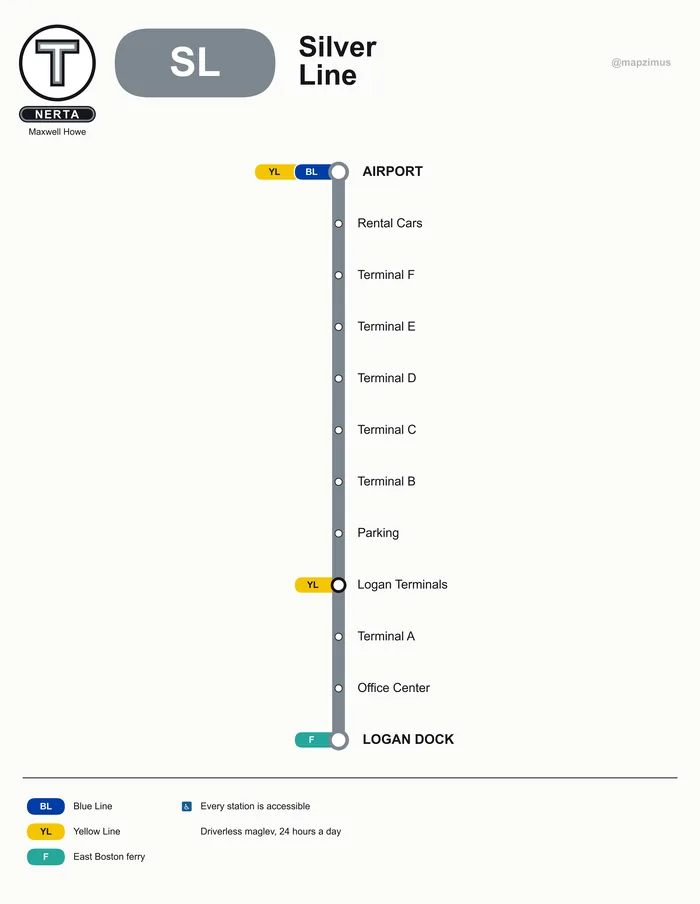 T
NERTA
Maxwell Howe
SL
Silver
Line
@mapzimus
YL BL AIRPORT
Rental Cars
Terminal F
Terminal E
Terminal D
Terminal C
Terminal B
Parking
YL Logan Terminals
Terminal A
Office Center
F LOGAN DOCK
BL Blue Line
YL Yellow Line
F East Boston ferry
Every station is accessible
Driverless maglev, 24 hours a day